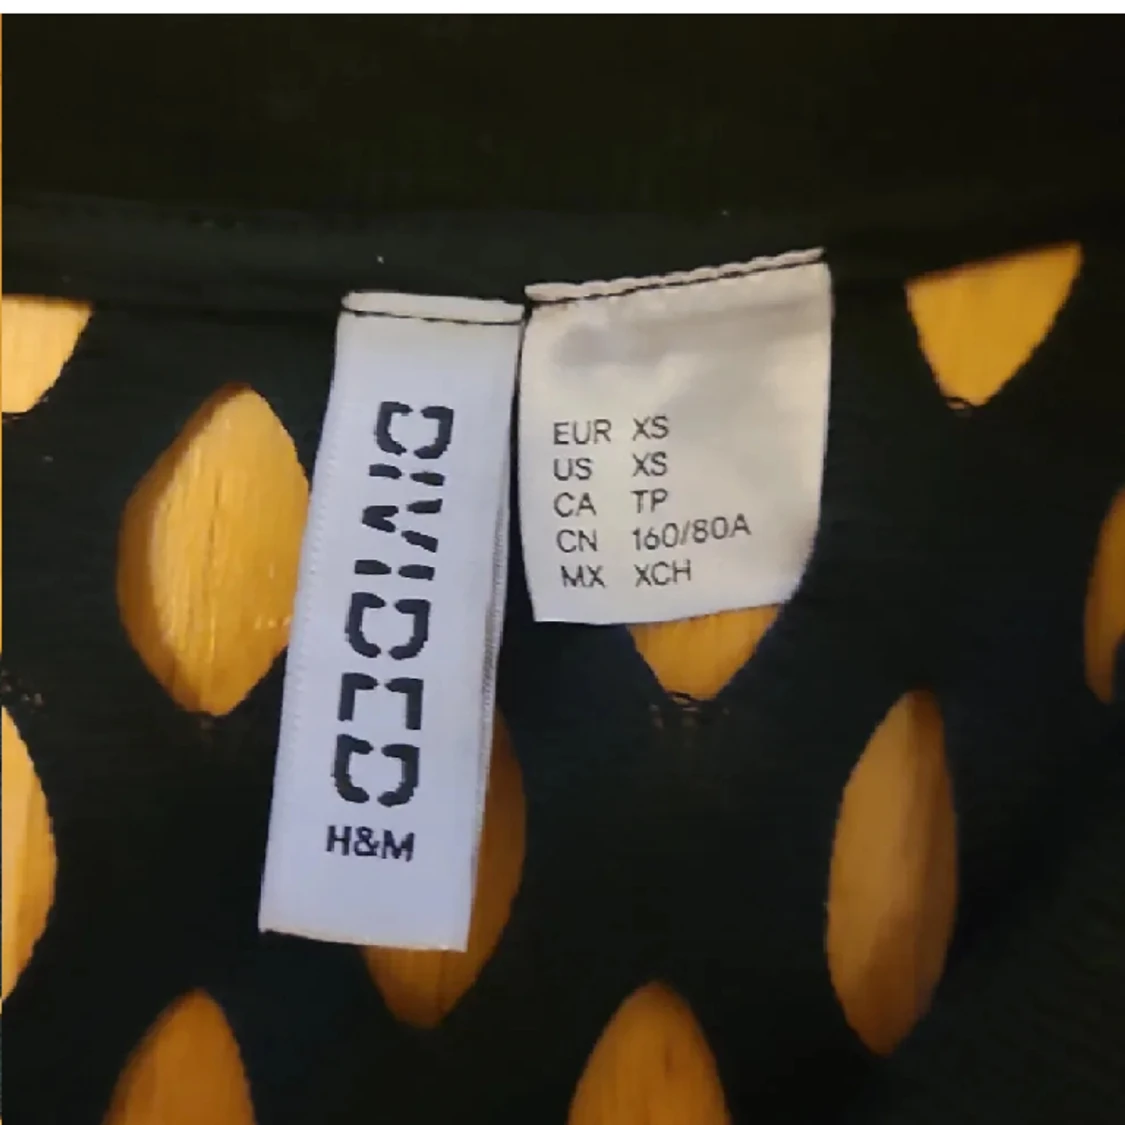 DIVIDED
H&M
EUR XS
US XS
CA TP
CN 160/80A
MX XCH